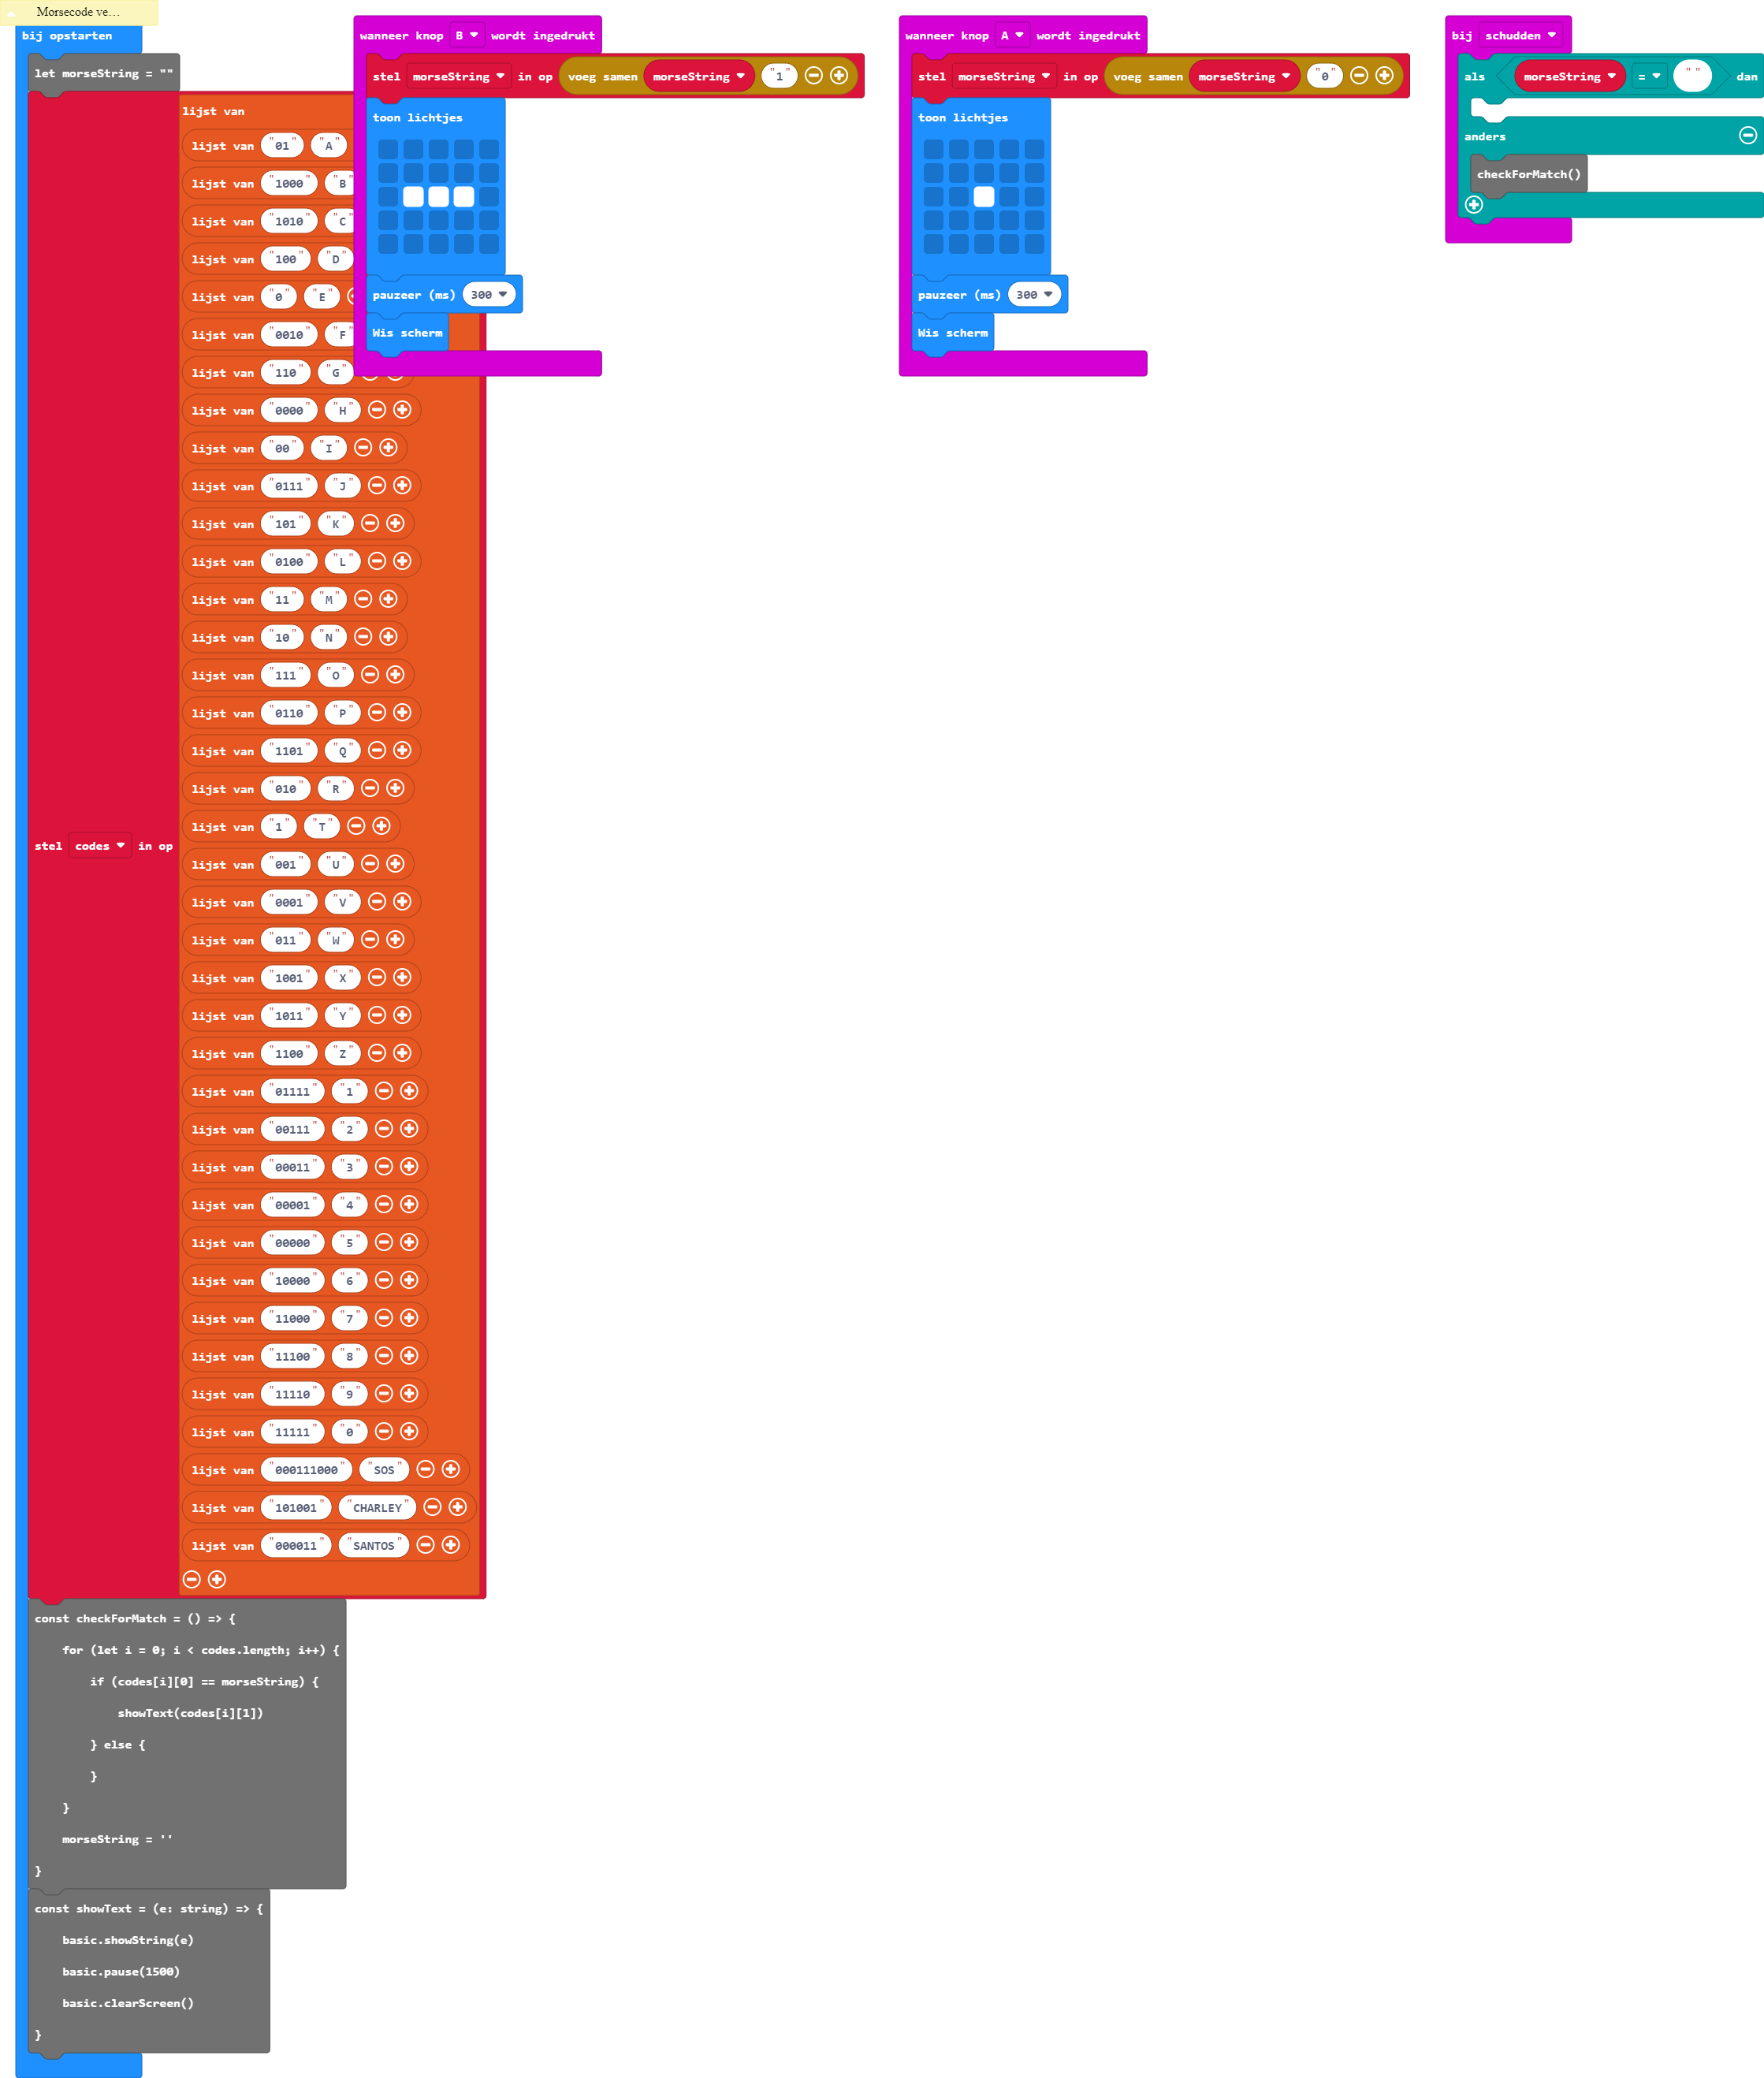 Morsecode ve...
bij opstarten
let morseString = ""
stel codes in op
lijst van
lijst van "01" "A"
lijst van "1000" "B"
lijst van "1010" "C"
lijst van "100" "D"
lijst van "0" "E"
lijst van "0010" "F"
lijst van "110" "G"
lijst van "0000" "H"
lijst van "00" "I"
lijst van "0111" "J"
lijst van "101" "K"
lijst van "0100" "L"
lijst van "11" "M"
lijst van "10" "N"
lijst van "111" "O"
lijst van "0110" "P"
lijst van "1101" "Q"
lijst van "010" "R"
lijst van "1" "T"
lijst van "001" "U"
lijst van "0001" "V"
lijst van "011" "W"
lijst van "1001" "X"
lijst van "1011" "Y"
lijst van "1100" "Z"
lijst van "01111" "1"
lijst van "00111" "2"
lijst van "00011" "3"
lijst van "00001" "4"
lijst van "00000" "5"
lijst van "10000" "6"
lijst van "11000" "7"
lijst van "11100" "8"
lijst van "11110" "9"
lijst van "11111" "0"
lijst van "000111000" "SOS"
lijst van "101001" "CHARLEY"
lijst van "000011" "SANTOS"
const checkForMatch = () => {
for (let i = 0; i < codes.length; i++) {
if (codes[i][0] == morseString) {
showText(codes[i][1])
} else {
}
}
morseString = ''
}
const showText = (e: string) => {
basic.showString(e)
basic.pause(1500)
basic.clearScreen()
}
wanneer knop B wordt ingedrukt
stel morseString in op voeg samen morseString "1"
toon lichtjes
pauzeer (ms) 300
Wis scherm
wanneer knop A wordt ingedrukt
stel morseString in op voeg samen morseString "0"
toon lichtjes
pauzeer (ms) 300
Wis scherm
bij schudden
als morseString = "" dan
anders
checkForMatch()